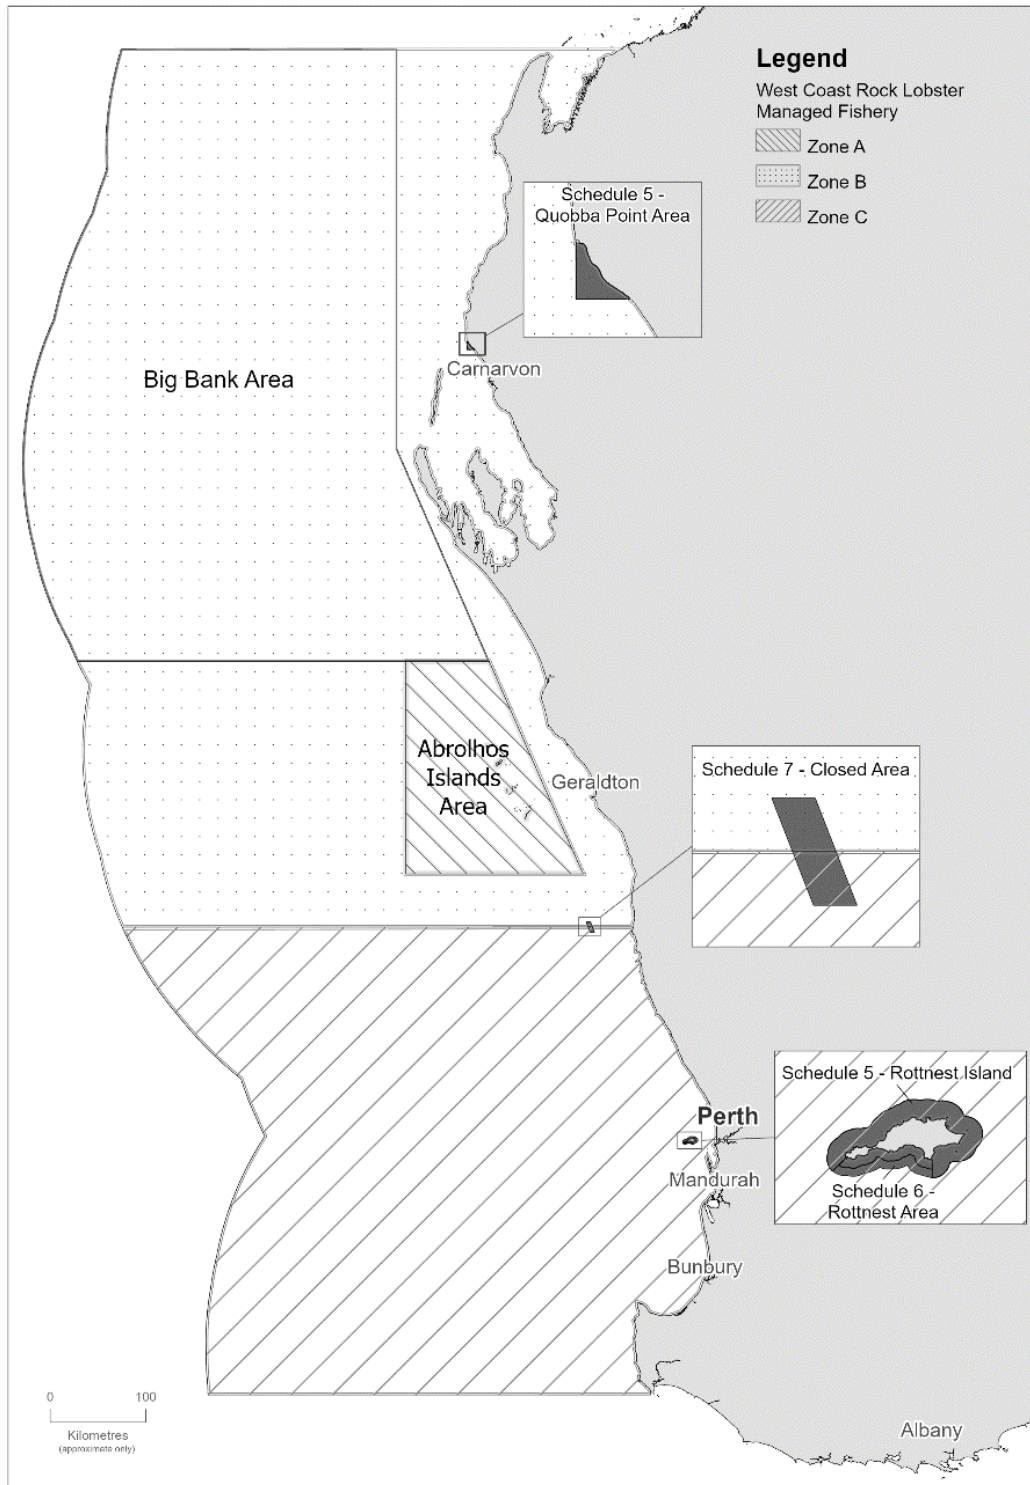 Legend
West Coast Rock Lobster
Managed Fishery
Zone A
Zone B
Zone C
Schedule 5 -
Quobba Point Area
Carnarvon
Big Bank Area
Abrolhos
Islands
Area
Geraldton
Schedule 7 - Closed Area
Schedule 5 - Rottnest Island
Schedule 6 -
Rottnest Area
Perth
Mandurah
Bunbury
0 100
Kilometres
(approximate only)
Albany